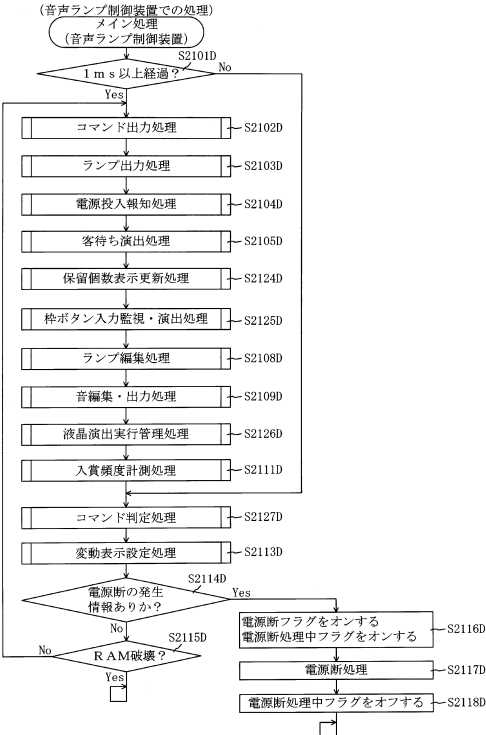 (音声ランプ制御装置での処理)
メイン処理
(音声ランプ制御装置)
S2101D
1ms以上経過？
No
Yes
コマンド出力処理
S2102D
ランプ出力処理
S2103D
電源投入報知処理
S2104D
客待ち演出処理
S2105D
保留個数表示更新処理
S2124D
枠ボタン入力監視・演出処理
S2125D
ランプ編集処理
S2108D
音編集・出力処理
S2109D
液晶演出実行管理処理
S2126D
入賞頻度計測処理
S2111D
コマンド判定処理
S2127D
変動表示設定処理
S2113D
S2114D
電源断の発生
情報ありか？
Yes
No
電源断フラグをオンする
電源断処理中フラグをオンする
S2116D
S2115D
RAM破壊？
No
Yes
電源断処理
S2117D
電源断処理中フラグをオフする
S2118D